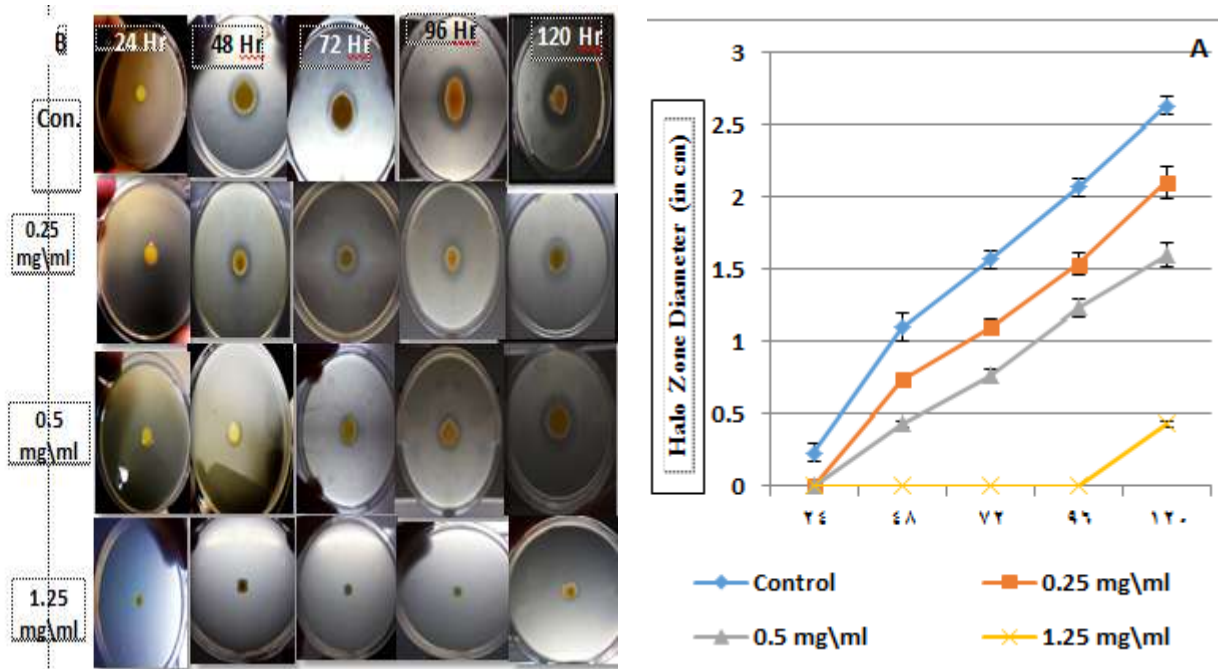 B
24 Hr
48 Hr
72 Hr
96 Hr
120 Hr
Con.
0.25
mg\ml
0.5
mg\ml
1.25
mg\ml
A
3
2.5
2
1.5
1
0.5
0
Halo Zone Diameter (in cm)
٢٤
٤٨
٧٢
٩٦
١٢٠
Control
0.25 mg\ml
0.5 mg\ml
1.25 mg\ml